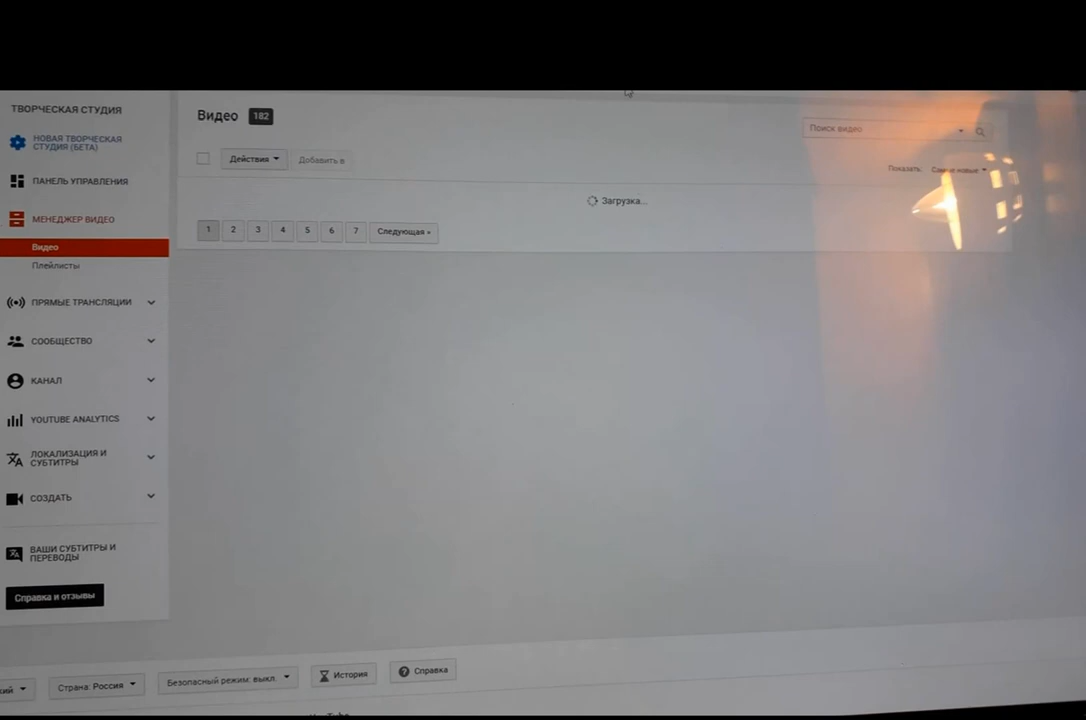 ТВОРЧЕСКАЯ СТУДИЯ
НОВАЯ ТВОРЧЕСКАЯ
СТУДИЯ (БЕТА)
ПАНЕЛЬ УПРАВЛЕНИЯ
МЕНЕДЖЕР ВИДЕО
Видео
Плейлисты
ПРЯМЫЕ ТРАНСЛЯЦИИ
СООБЩЕСТВО
КАНАЛ
YOUTUBE ANALYTICS
ЛОКАЛИЗАЦИЯ И
СУБТИТРЫ
СОЗДАТЬ
ВАШИ СУБТИТРЫ И
ПЕРЕВОДЫ
Справка и отзывы
Видео 182
Поиск видео
Действия Добавить в
Показать: Самые новые
Загрузка...
1 2 3 4 5 6 7 Следующая »
Страна: Россия Безопасный режим: выкл. История Справка